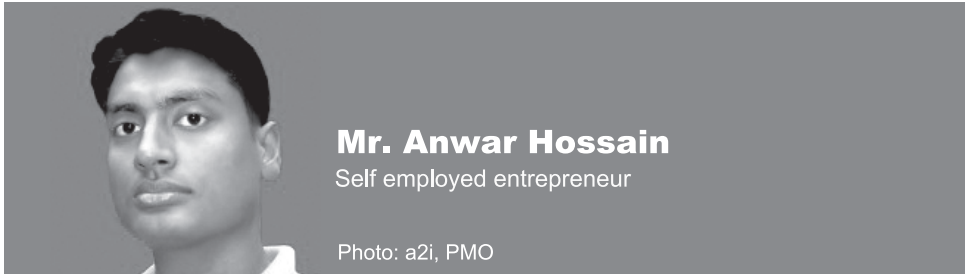 Mr. Anwar Hossain
Self employed entrepreneur
Photo: a2i, PMO